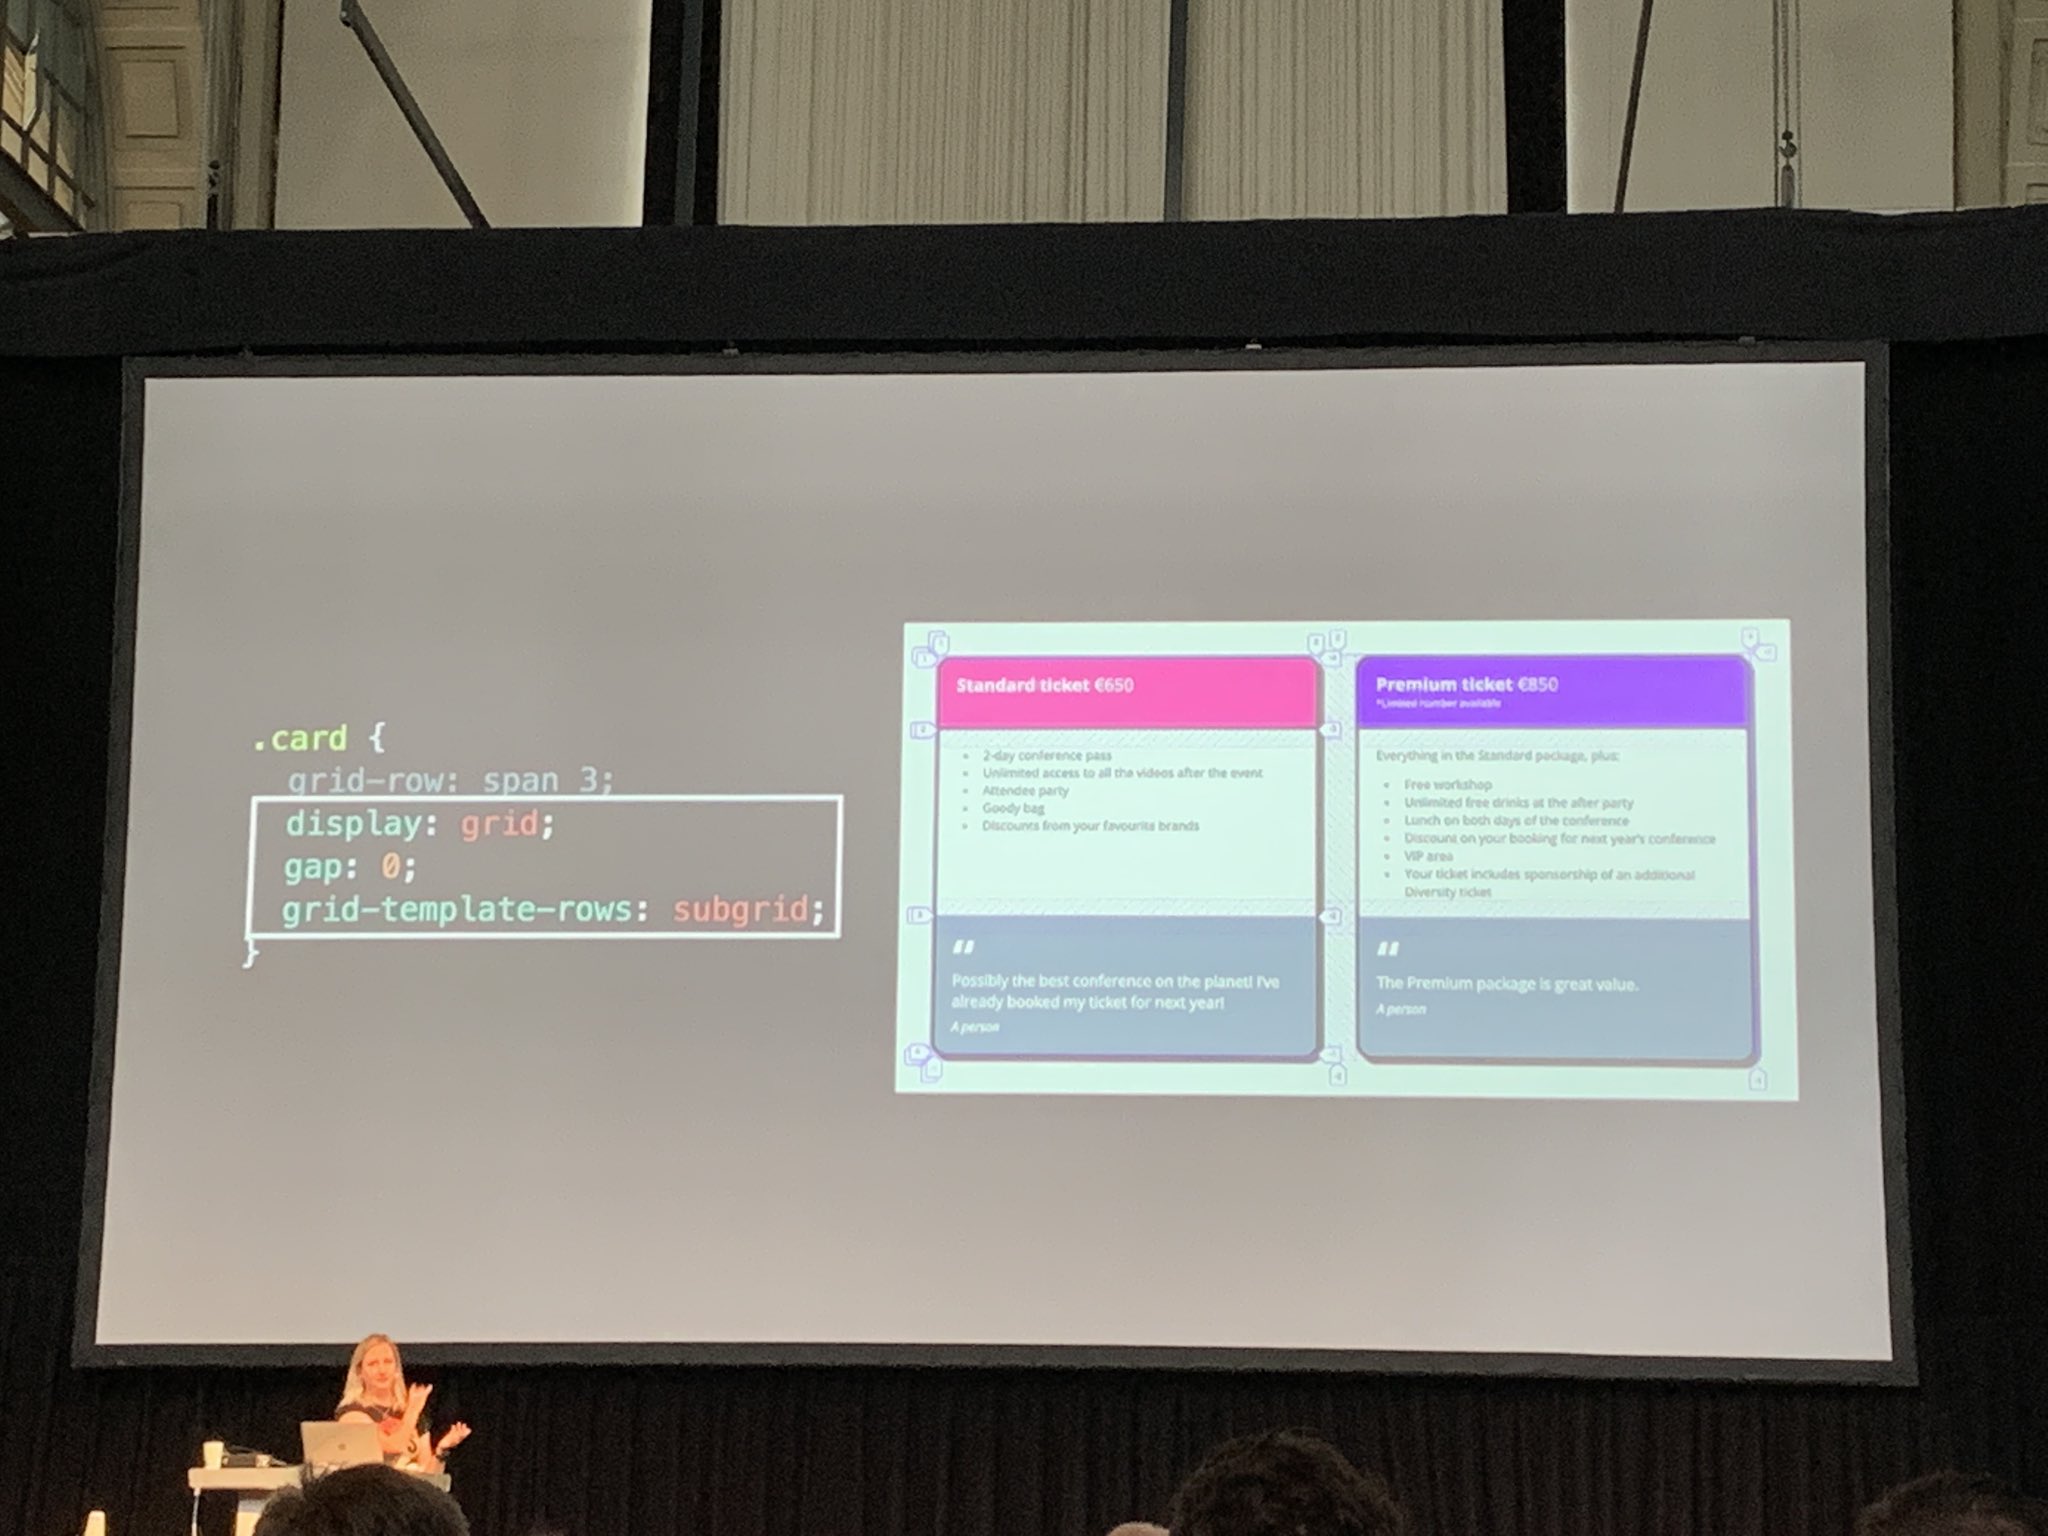 .card {
grid-row: span 3;
display: grid;
gap: 0;
grid-template-rows: subgrid;
}
Standard ticket €650
2-day conference pass
Unlimited access to all the videos after the event
Attendee party
Goody bag
Discounts from your favourite brands
"
Possibly the best conference on the planet! I've
already booked my ticket for next year!
A person
Premium ticket €850
*Limited number available
Everything in the Standard package, plus:
Free workshop
Unlimited free drinks at the after party
Lunch on both days of the conference
Discount on your booking for next year's conference
VIP area
Your ticket includes sponsorship of an additional
Diversity ticket
"
The Premium package is great value.
A person